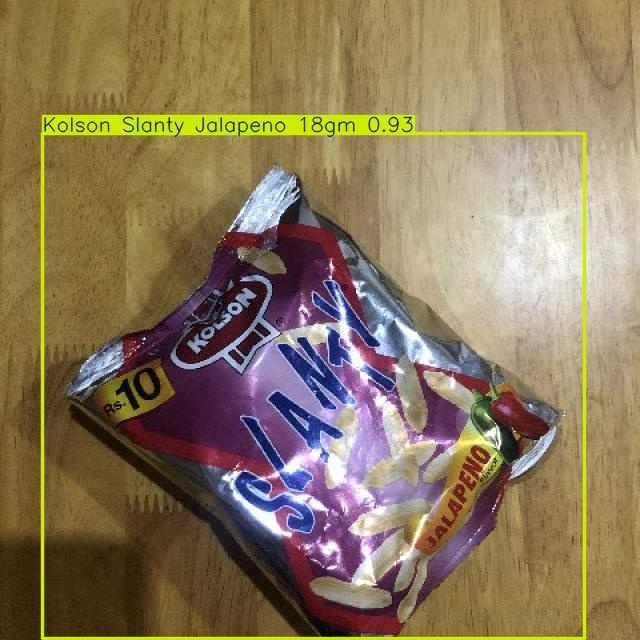 Kolson Slanty Jalapeno 18gm 0.93
KOLSON
Rs.10
SLANTY
JALAPENO